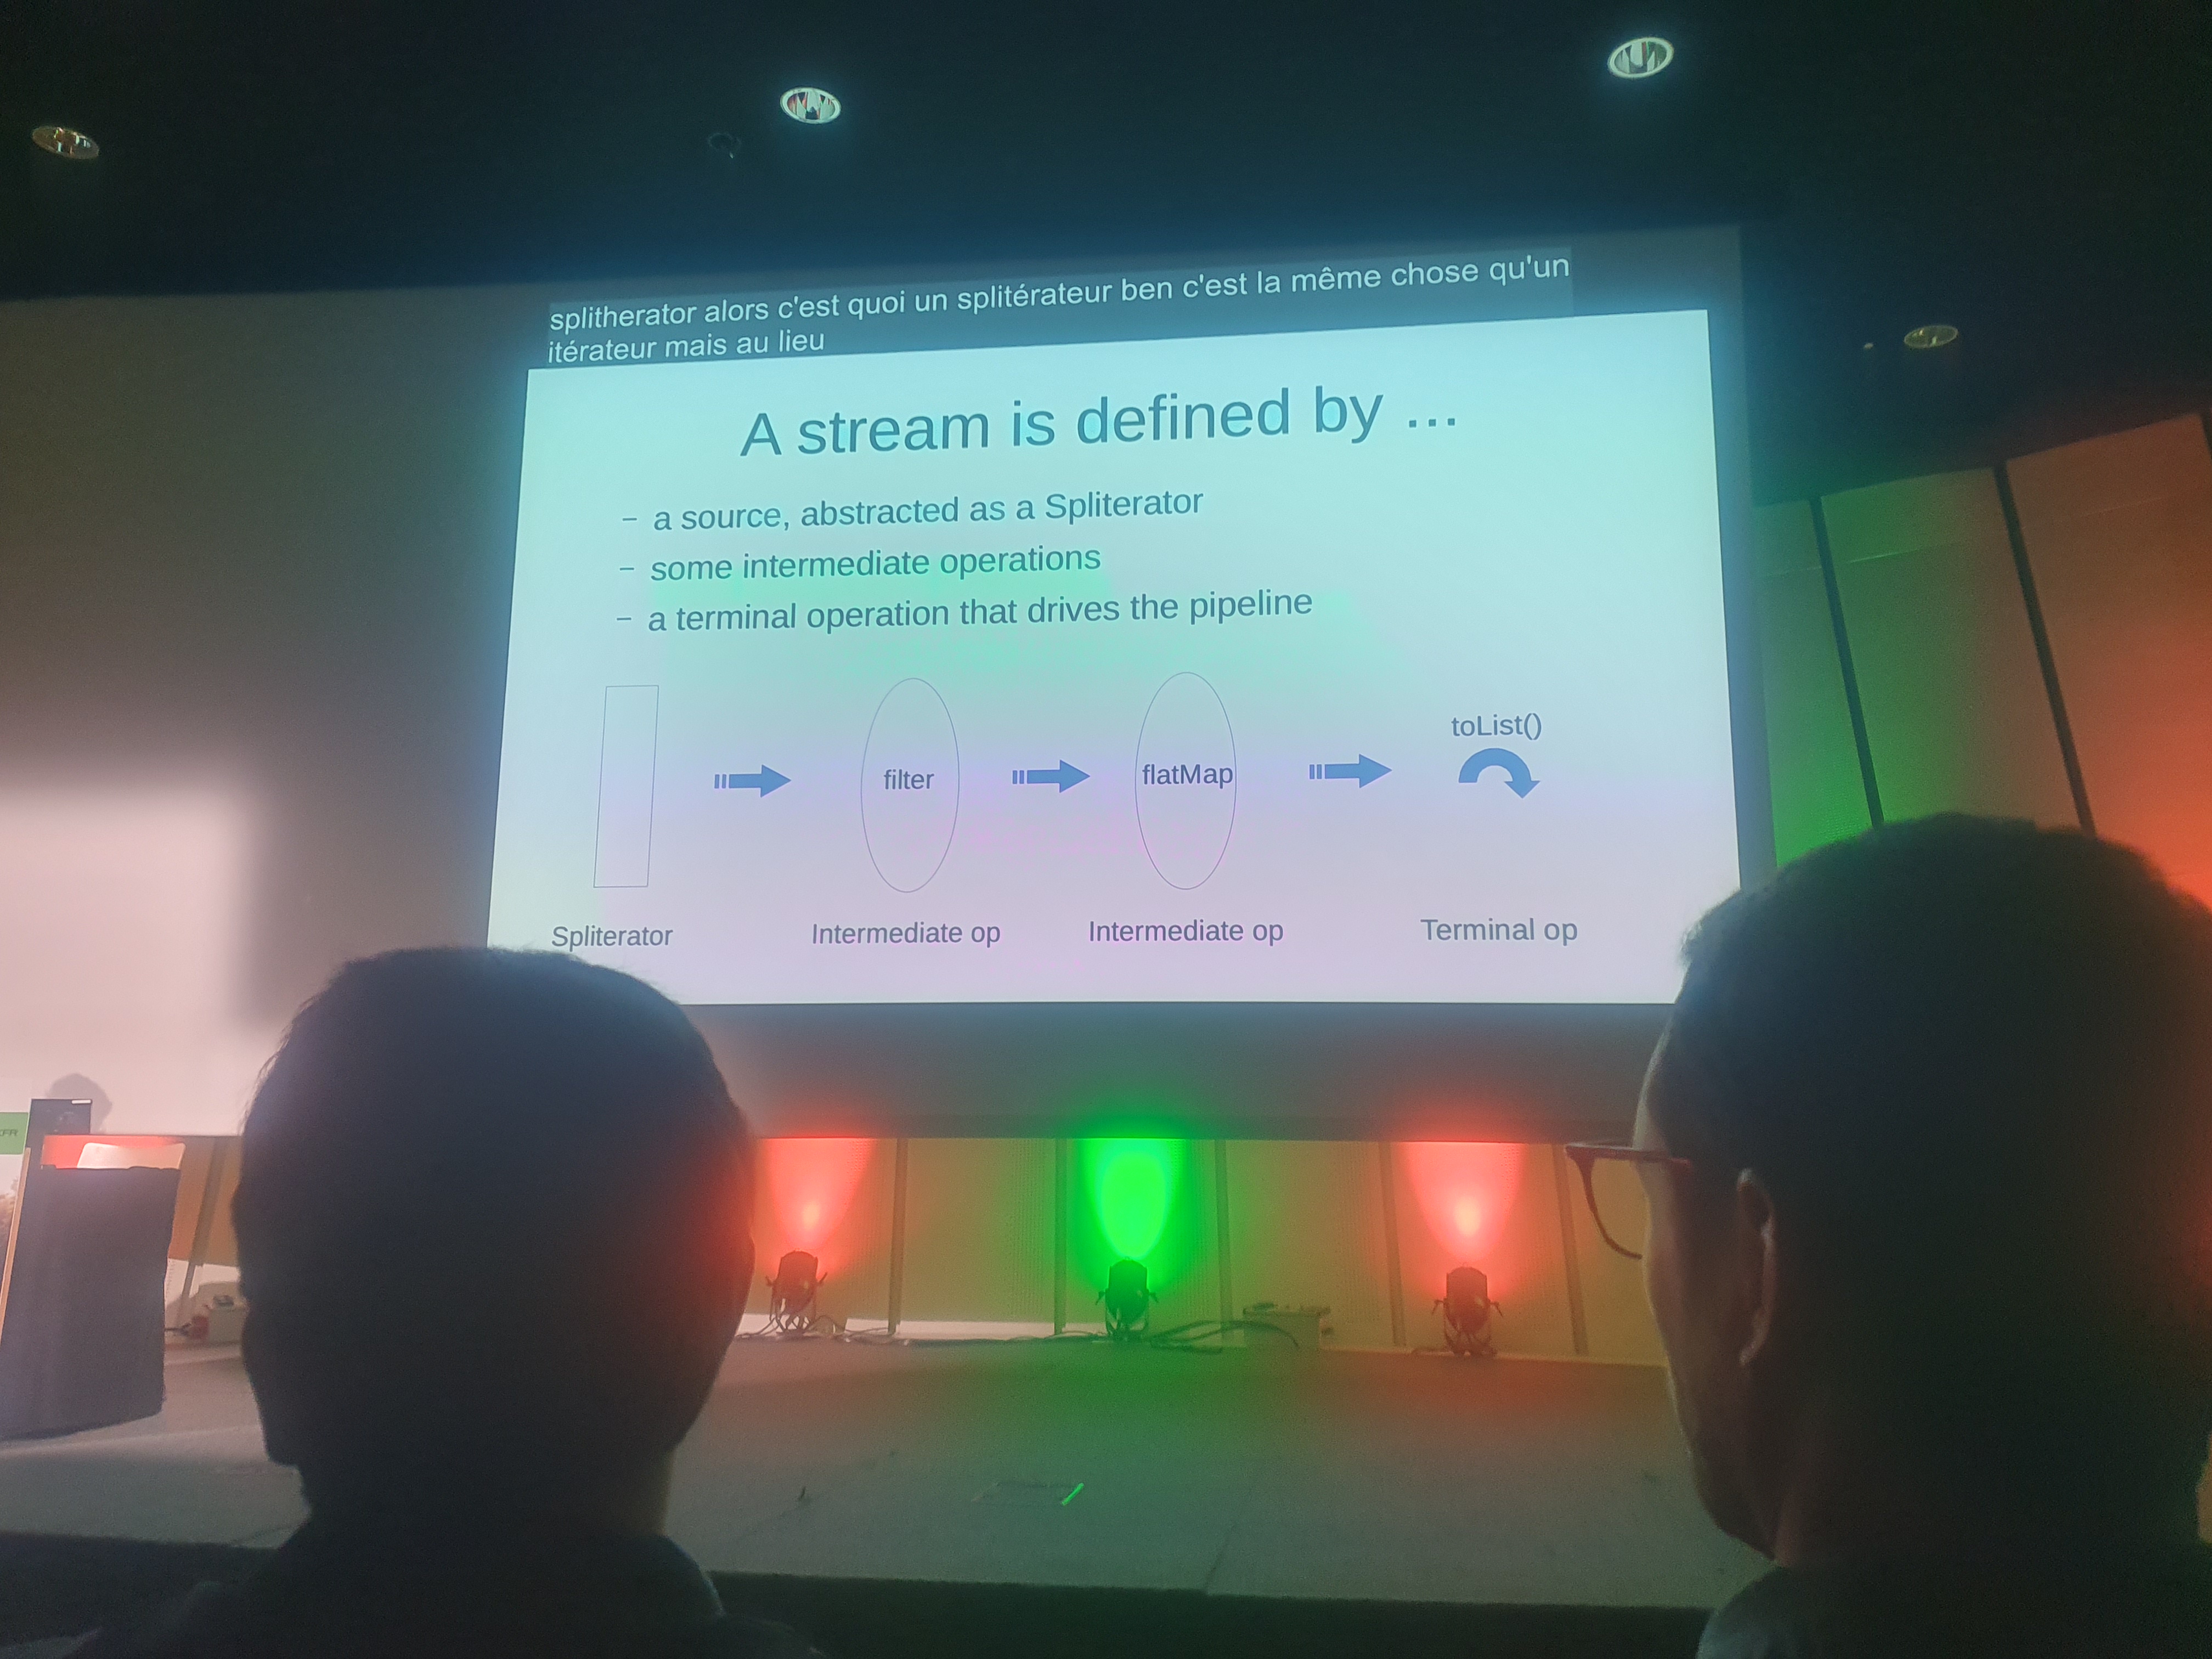 splitherator alors c'est quoi un splitérateur ben c'est la même chose qu'un
itérateur mais au lieu
A stream is defined by ...
– a source, abstracted as a Spliterator
– some intermediate operations
– a terminal operation that drives the pipeline
toList()
filter
flatMap
Spliterator
Intermediate op
Intermediate op
Terminal op